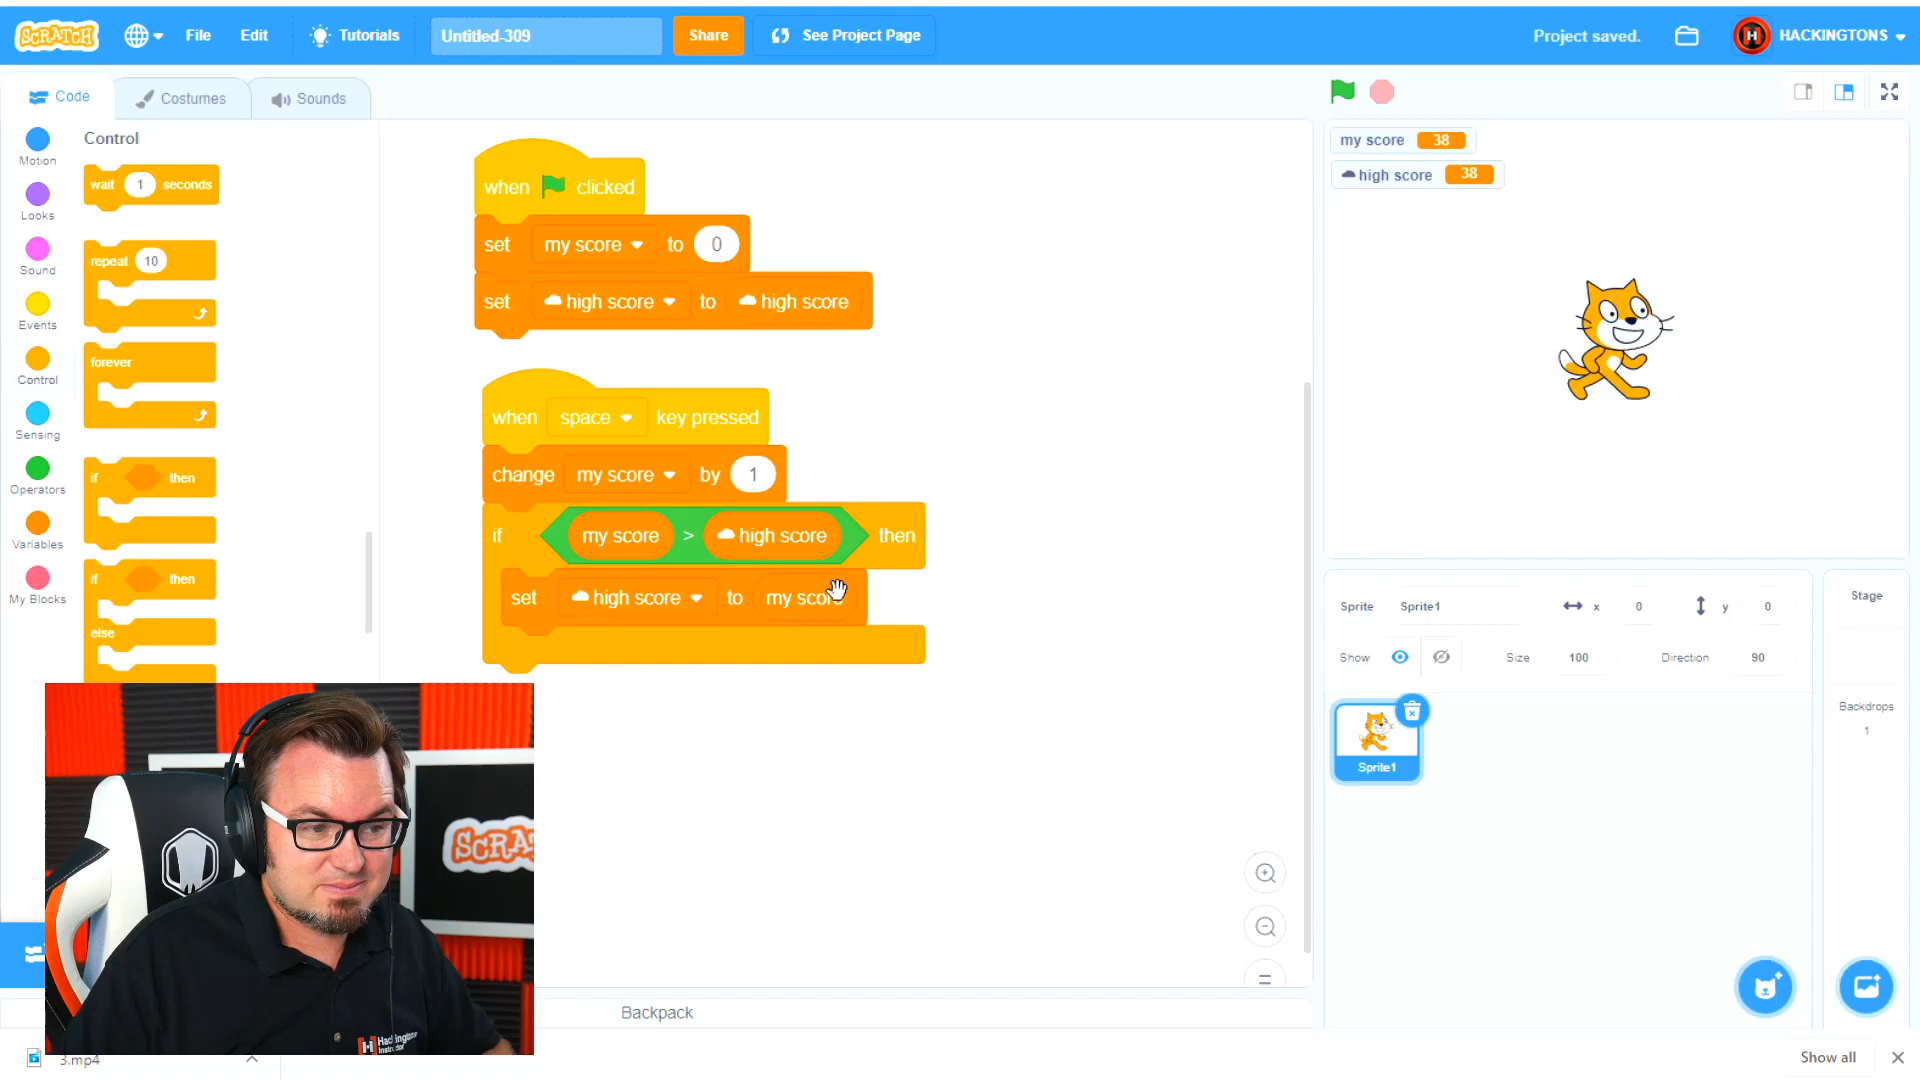 SCRATCH
File
Edit
Tutorials
Untitled-309
Share
See Project Page
Project saved.
H
HACKINGTONS
Code
Costumes
Sounds
Motion
Looks
Sound
Events
Control
Sensing
Operators
Variables
My Blocks
Control
wait 1 seconds
repeat 10
forever
if then
if then
else
when clicked
set my score to 0
set high score to high score
when space key pressed
change my score by 1
if my score > high score then
set high score to my score
my score 38
high score 38
Sprite Sprite1 x 0 y 0
Show Size 100 Direction 90
Sprite1
Stage
Backdrops
1
SCRA
Hackingtons
Instructor
Backpack
3.mp4
Show all